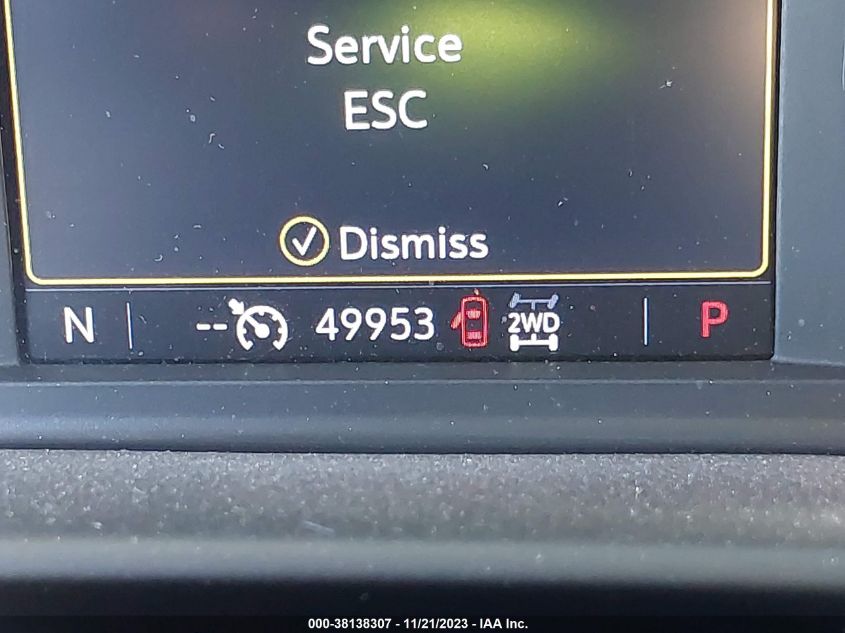 Service
ESC
Dismiss
N -- 49953 2WD P
000-38138307 - 11/21/2023 - IAA Inc.